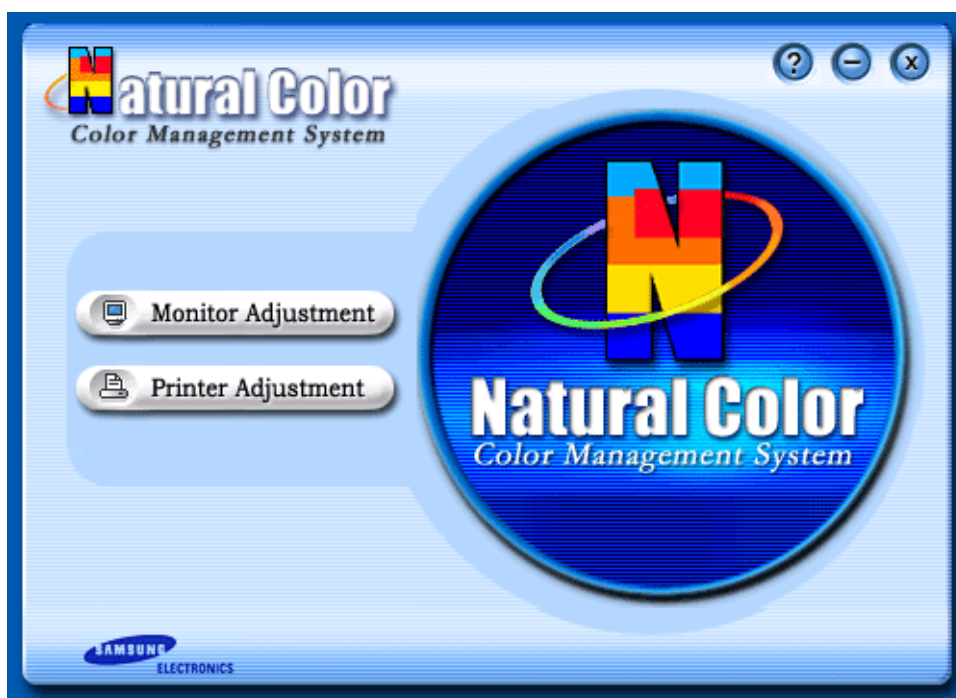 Natural Color
Color Management System
? − x
Monitor Adjustment
Printer Adjustment
N
Natural Color
Color Management System
SAMSUNG
ELECTRONICS